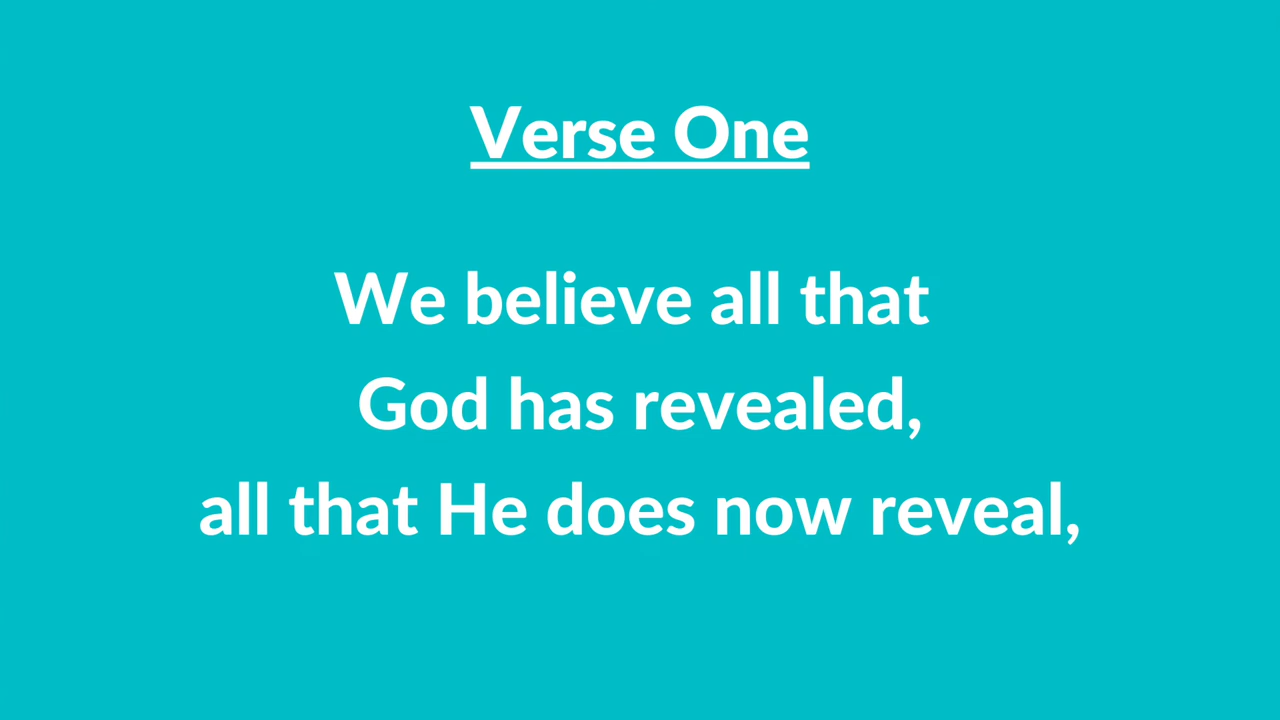 Verse One
We believe all that
God has revealed,
all that He does now reveal,